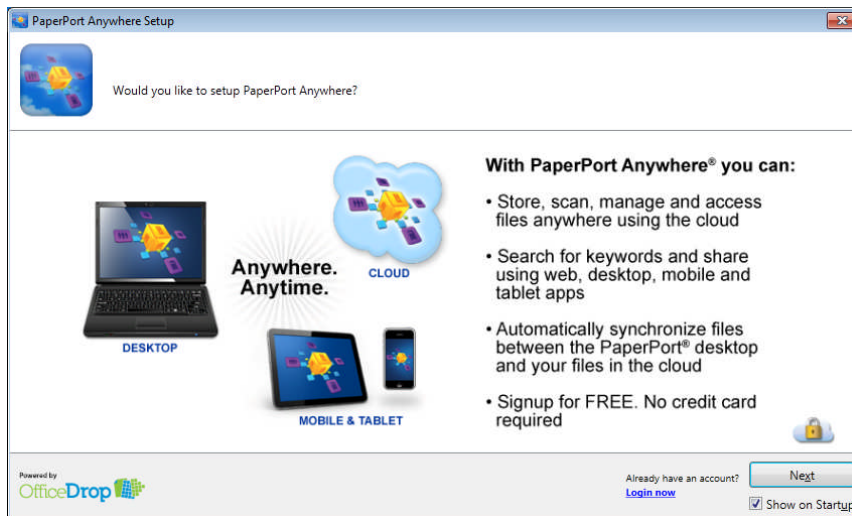 PaperPort Anywhere Setup
Would you like to setup PaperPort Anywhere?
Anywhere.
Anytime.
DESKTOP
CLOUD
MOBILE & TABLET
With PaperPort Anywhere® you can:
• Store, scan, manage and access
files anywhere using the cloud
• Search for keywords and share
using web, desktop, mobile and
tablet apps
• Automatically synchronize files
between the PaperPort® desktop
and your files in the cloud
• Signup for FREE. No credit card
required
Powered by
OfficeDrop
Already have an account?
Login now
Next
Show on Startup